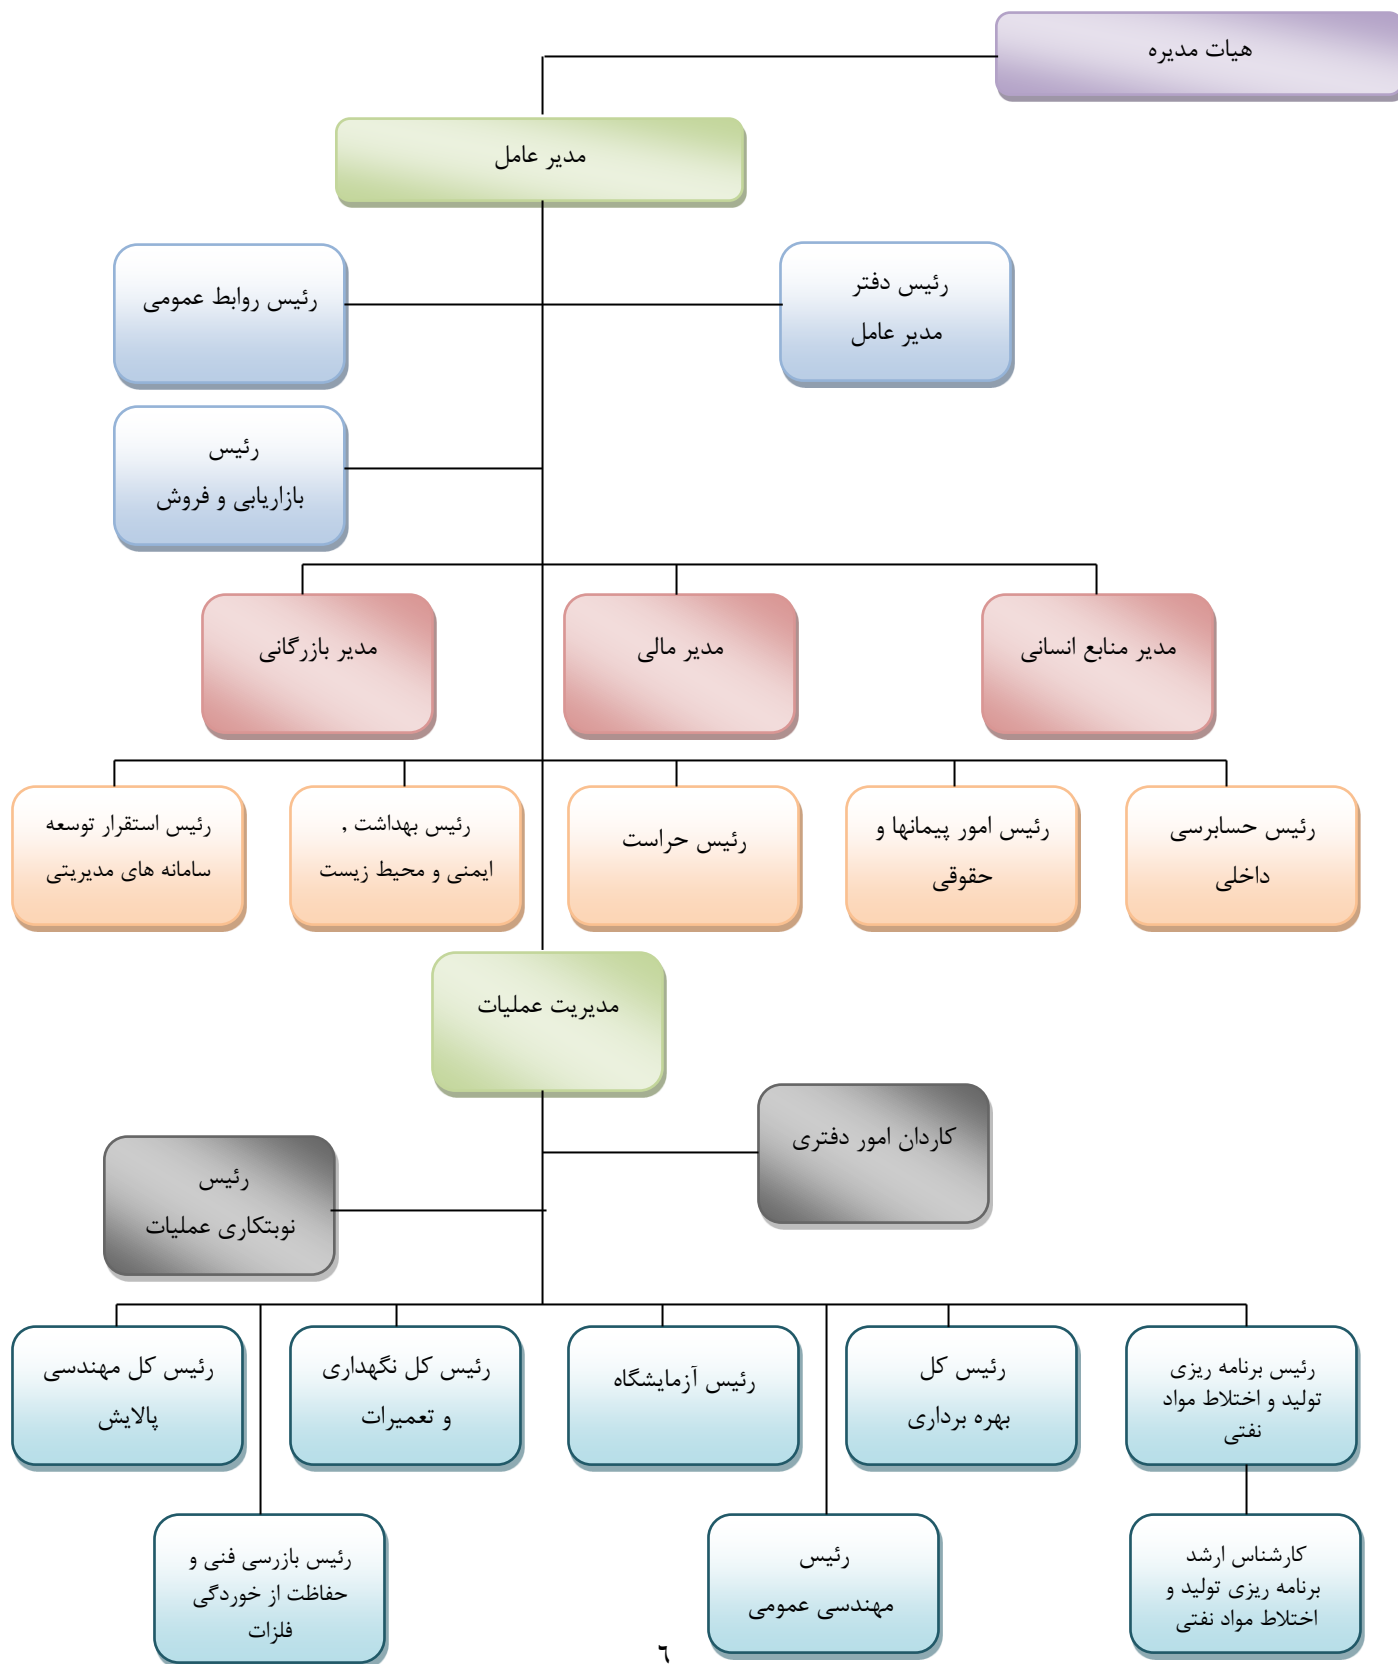 هیات مدیره
مدیر عامل
رئیس دفتر
مدیر عامل
رئیس روابط عمومی
رئیس
بازاریابی و فروش
مدیر منابع انسانی
مدیر مالی
مدیر بازرگانی
رئیس حسابرسی
داخلی
رئیس امور پیمانها و
حقوقی
رئیس حراست
رئیس بهداشت ,
ایمنی و محیط زیست
رئیس استقرار توسعه
سامانه های مدیریتی
مدیریت عملیات
کاردان امور دفتری
رئیس
نوبتکاری عملیات
رئیس برنامه ریزی
تولید و اختلاط مواد
نفتی
رئیس کل
بهره برداری
رئیس آزمایشگاه
رئیس کل نگهداری
و تعمیرات
رئیس کل مهندسی
پالایش
کارشناس ارشد
برنامه ریزی تولید و
اختلاط مواد نفتی
رئیس
مهندسی عمومی
رئیس بازرسی فنی و
حفاظت از خوردگی
فلزات
٦